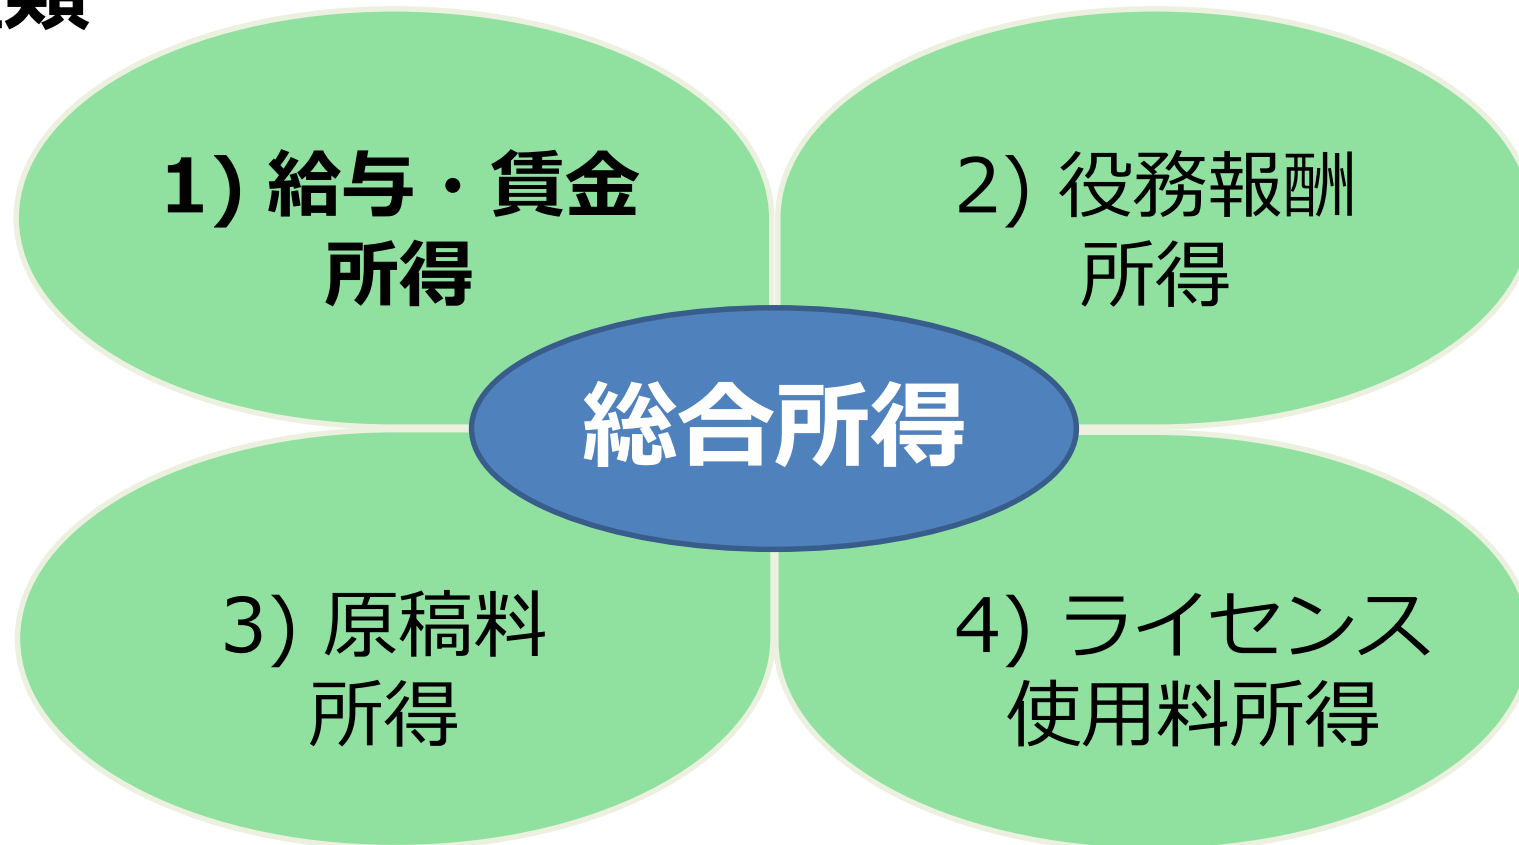 類
1) 給与・賃金
所得
2) 役務報酬
所得
総合所得
3) 原稿料
所得
4) ライセンス
使用料所得